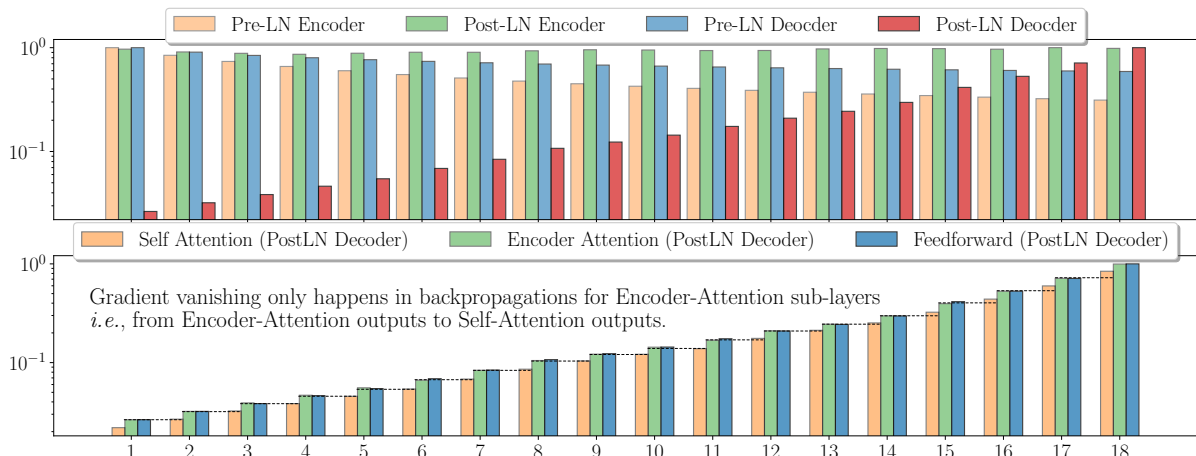 Pre-LN Encoder Post-LN Encoder Pre-LN Deocder Post-LN Deocder
10^0
10^-1
Self Attention (PostLN Decoder) Encoder Attention (PostLN Decoder) Feedforward (PostLN Decoder)
10^0
Gradient vanishing only happens in backpropagations for Encoder-Attention sub-layers
i.e., from Encoder-Attention outputs to Self-Attention outputs.
10^-1
1 2 3 4 5 6 7 8 9 10 11 12 13 14 15 16 17 18